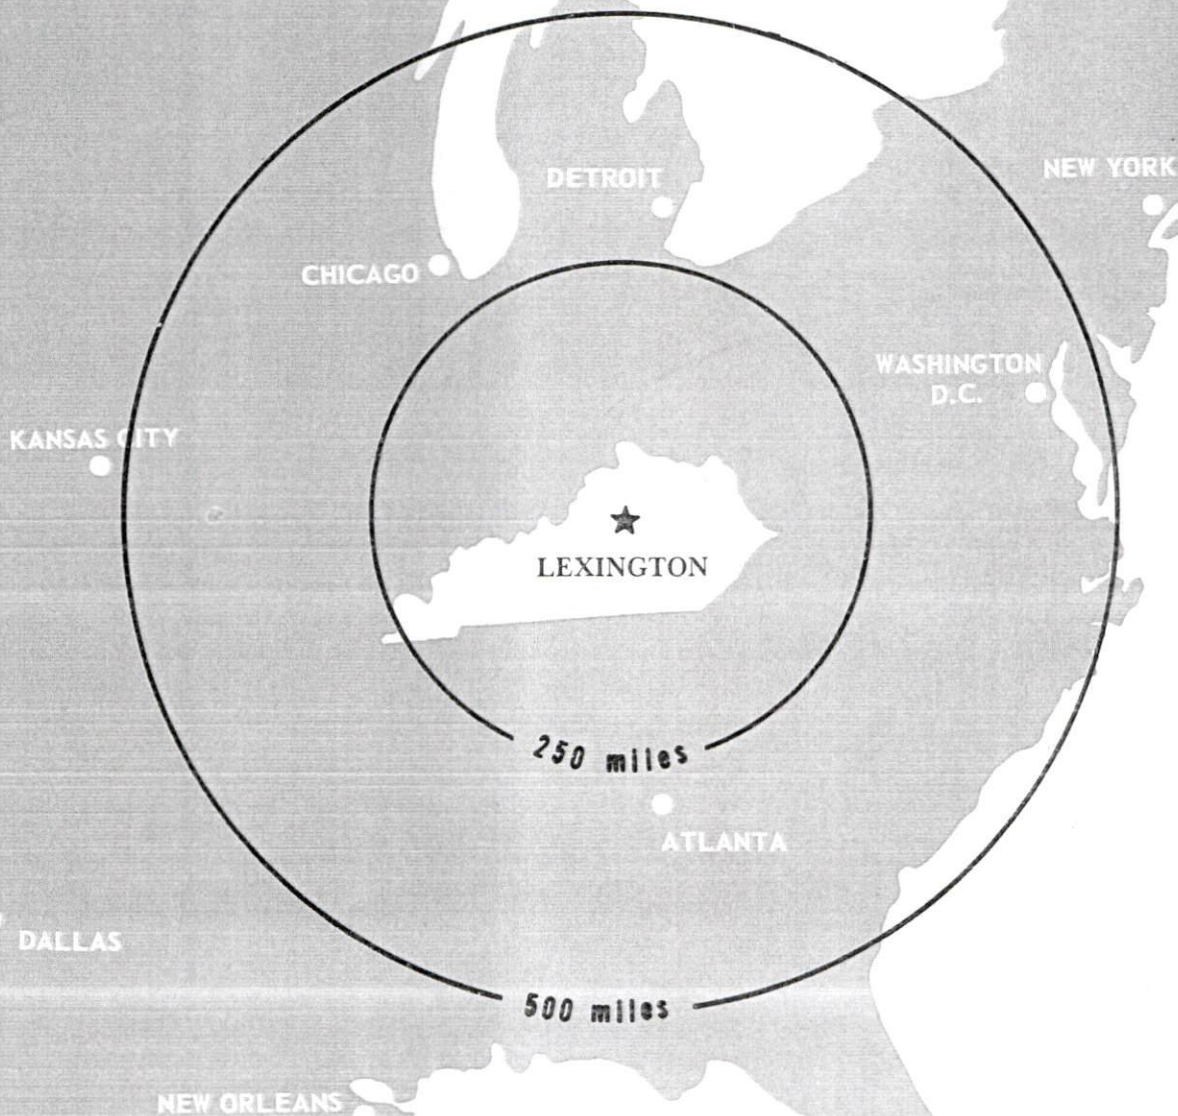 DETROIT
NEW YORK
CHICAGO
WASHINGTON
D.C.
KANSAS CITY
LEXINGTON
250 miles
ATLANTA
DALLAS
500 miles
NEW ORLEANS